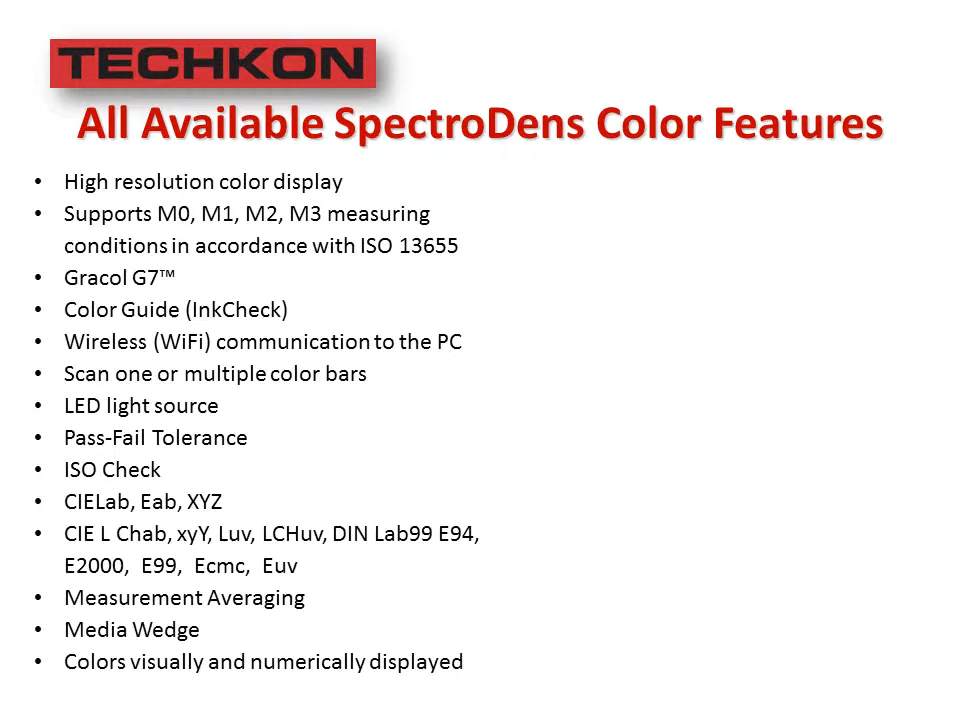 TECHKON
All Available SpectroDens Color Features
• High resolution color display
• Supports M0, M1, M2, M3 measuring
conditions in accordance with ISO 13655
• Gracol G7™
• Color Guide (InkCheck)
• Wireless (WiFi) communication to the PC
• Scan one or multiple color bars
• LED light source
• Pass-Fail Tolerance
• ISO Check
• CIELab, Eab, XYZ
• CIE L Chab, xyY, Luv, LCHuv, DIN Lab99 E94,
E2000, E99, Ecmc, Euv
• Measurement Averaging
• Media Wedge
• Colors visually and numerically displayed